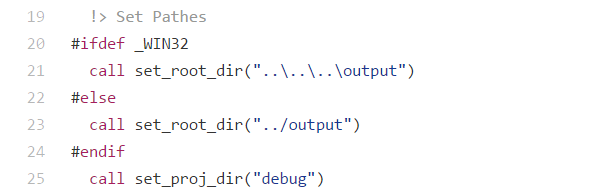 19 !> Set Pathes
20 #ifdef _WIN32
21 call set_root_dir("..\..\..\output")
22 #else
23 call set_root_dir("../output")
24 #endif
25 call set_proj_dir("debug")